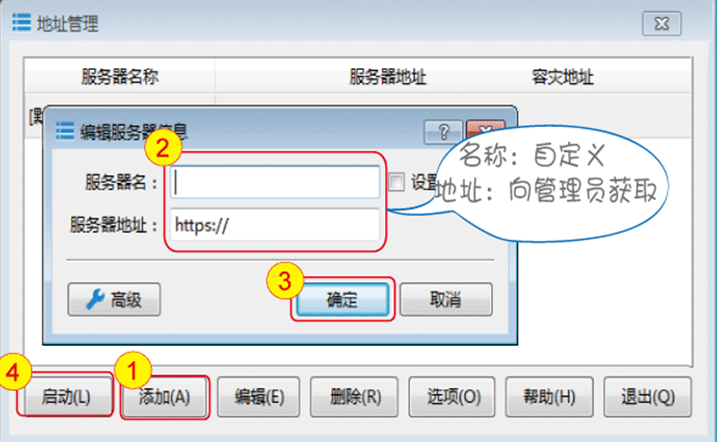 地址管理
服务器名称 服务器地址 容灾地址
编辑服务器信息
2
名称：自定义
地址：向管理员获取
服务器名：
设置
服务器地址： https://
3
高级 确定 取消
4 1
启动(L) 添加(A) 编辑(E) 删除(R) 选项(O) 帮助(H) 退出(Q)